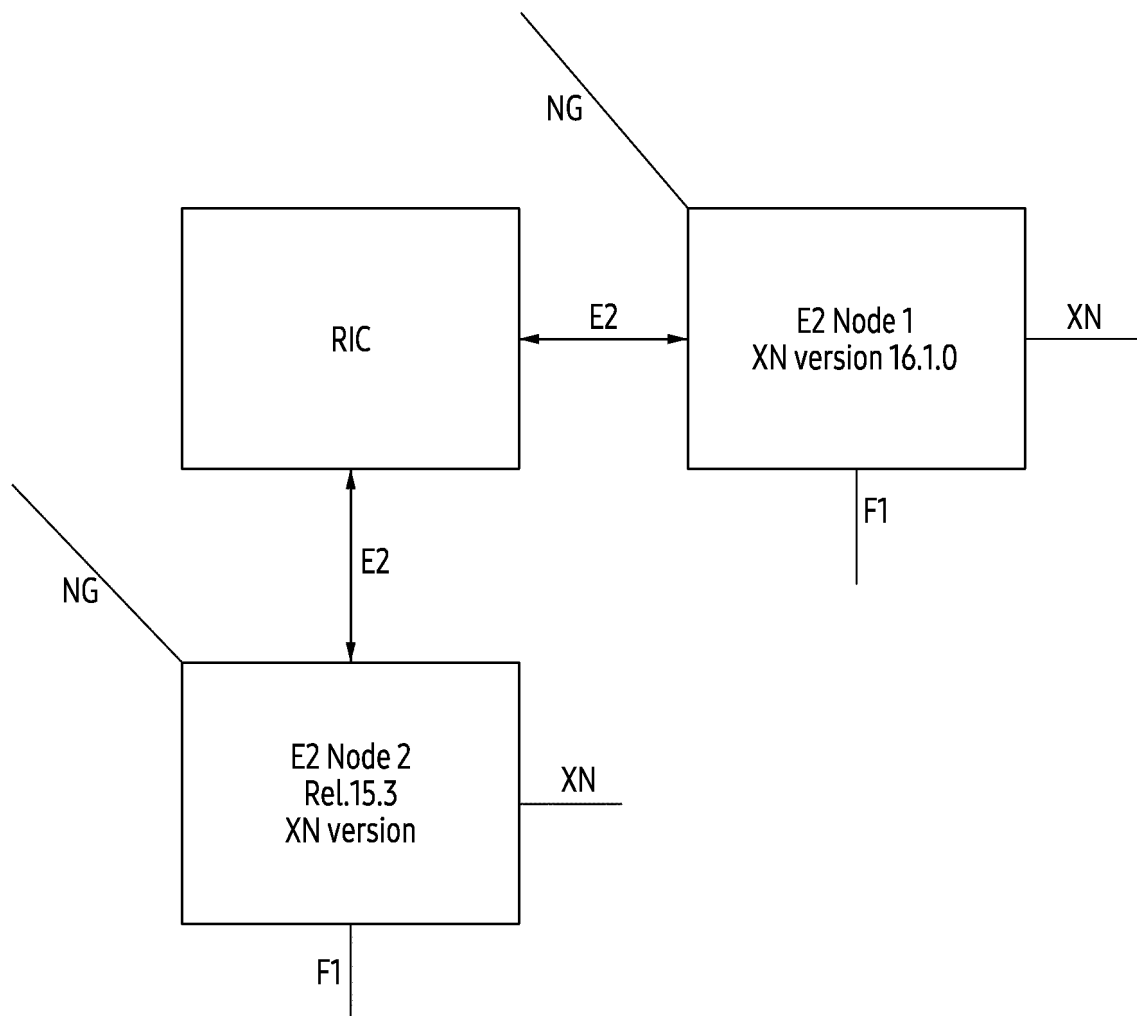 NG
RIC
E2
E2 Node 1
XN version 16.1.0
XN
F1
E2
NG
E2 Node 2
Rel.15.3
XN version
XN
F1